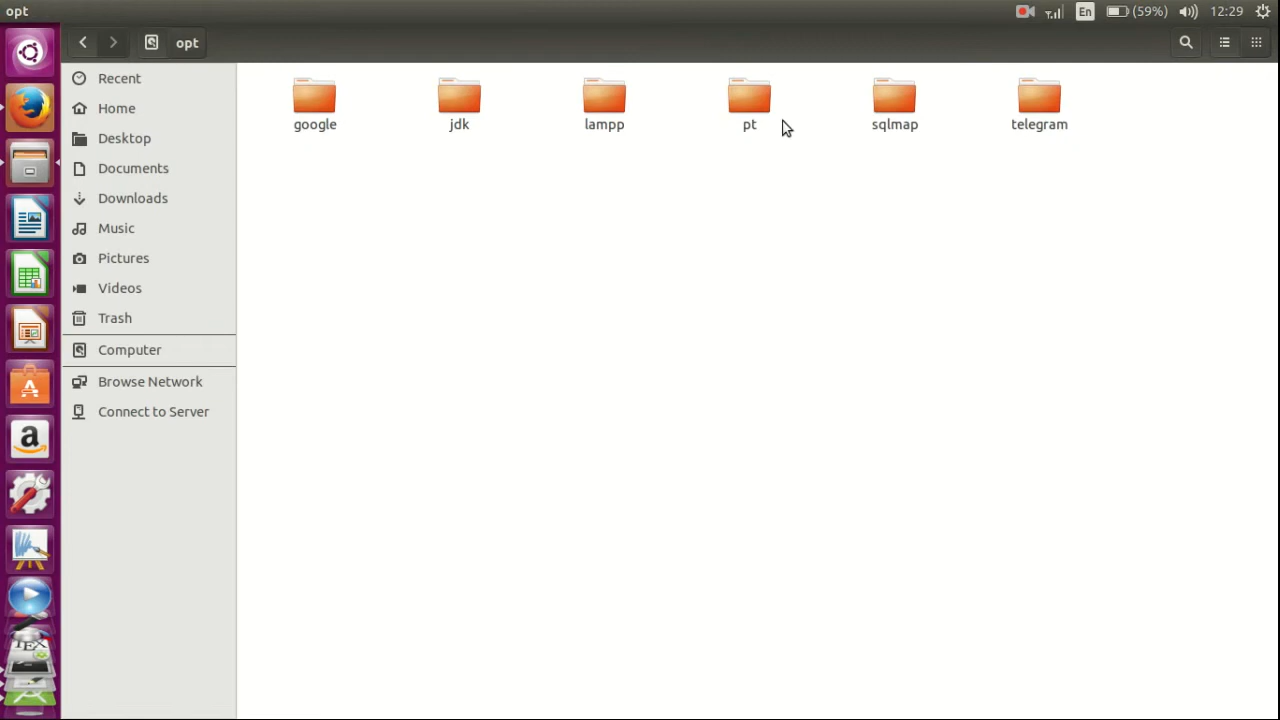 opt
En
(59%)
12:29
opt
Recent
Home
Desktop
Documents
Downloads
Music
Pictures
Videos
Trash
Computer
Browse Network
Connect to Server
google
jdk
lampp
pt
sqlmap
telegram
A
a
TEX